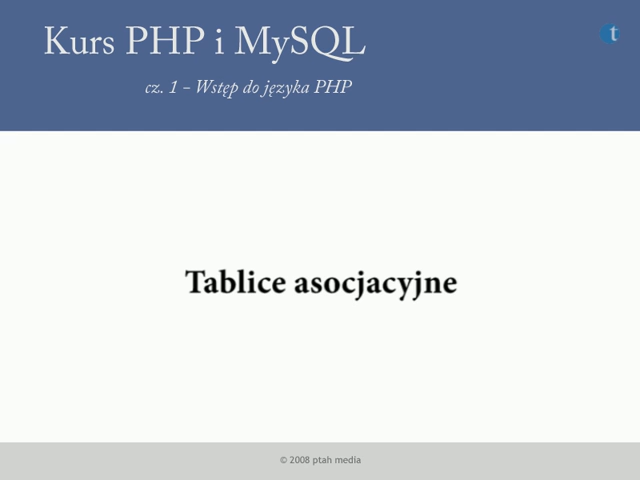 Kurs PHP i MySQL
t
cz. 1 – Wstęp do języka PHP
Tablice asocjacyjne
© 2008 ptah media